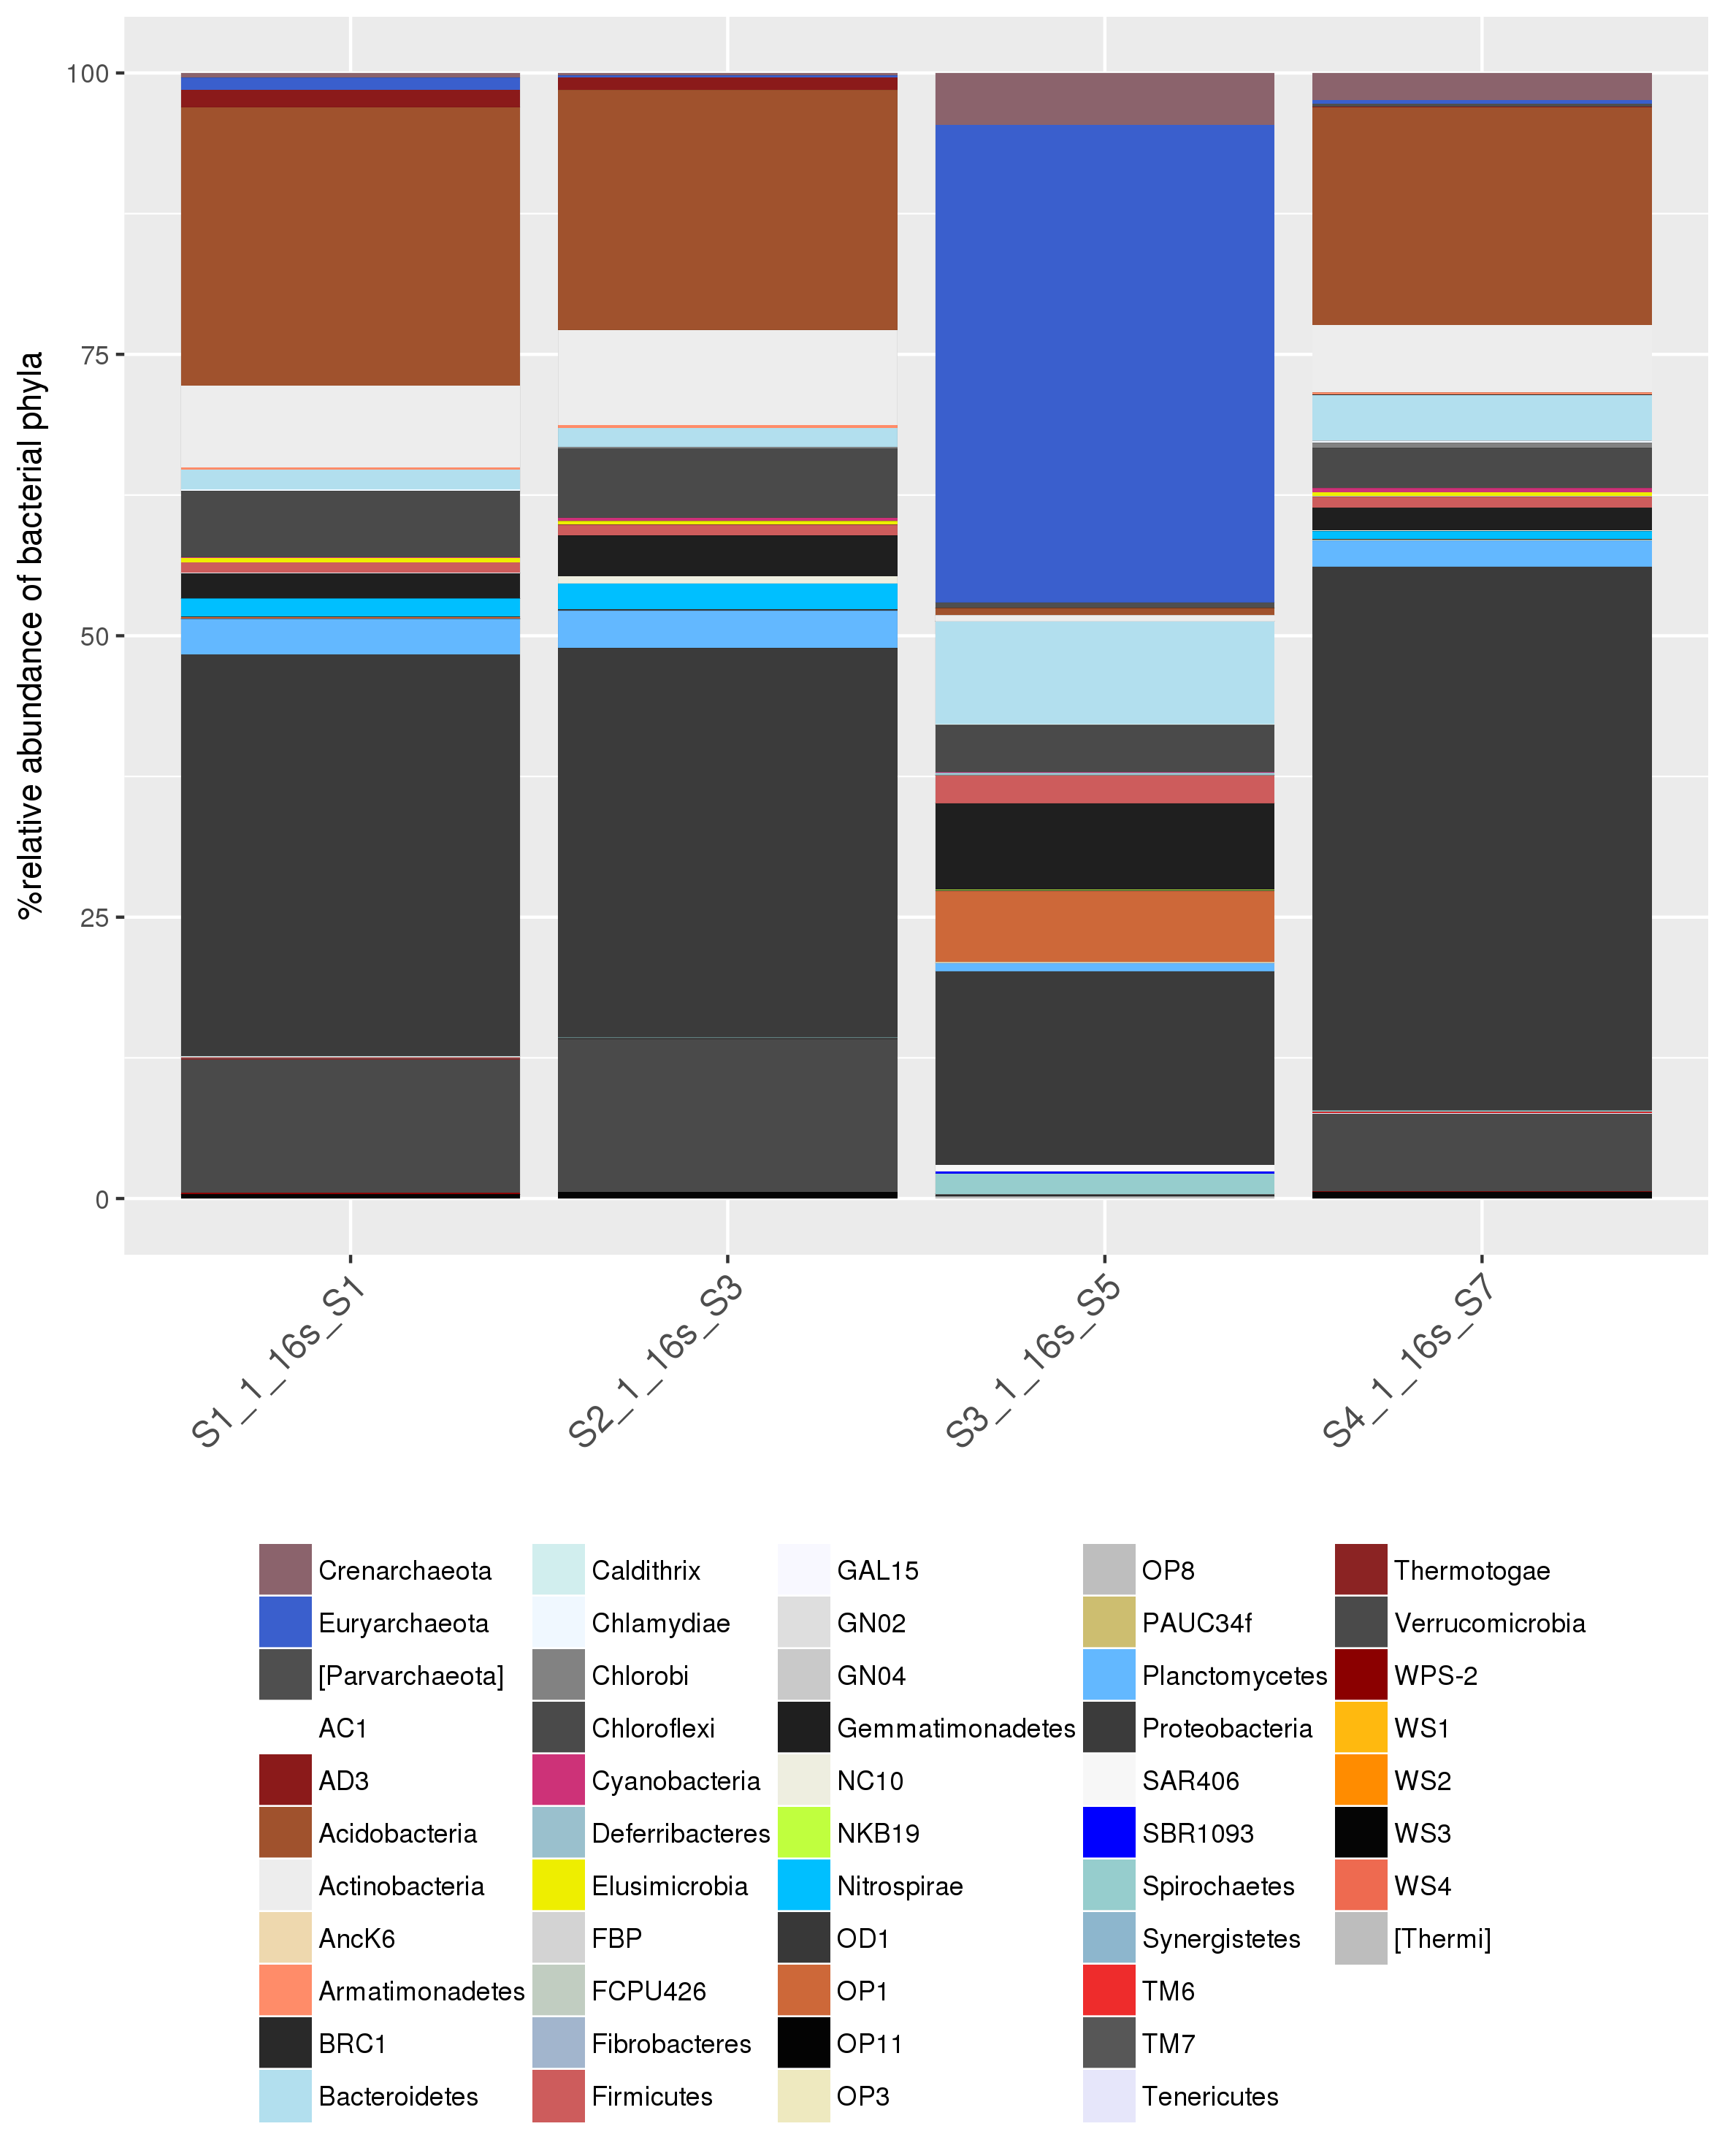 %relative abundance of bacterial phyla
100
75
50
25
0
S1_1_16s_S1
S2_1_16s_S3
S3_1_16s_S5
S4_1_16s_S7
Crenarchaeota
Euryarchaeota
[Parvarchaeota]
AC1
AD3
Acidobacteria
Actinobacteria
AncK6
Armatimonadetes
BRC1
Bacteroidetes
Caldithrix
Chlamydiae
Chlorobi
Chloroflexi
Cyanobacteria
Deferribacteres
Elusimicrobia
FBP
FCPU426
Fibrobacteres
Firmicutes
GAL15
GN02
GN04
Gemmatimonadetes
NC10
NKB19
Nitrospirae
OD1
OP1
OP11
OP3
OP8
PAUC34f
Planctomycetes
Proteobacteria
SAR406
SBR1093
Spirochaetes
Synergistetes
TM6
TM7
Tenericutes
Thermotogae
Verrucomicrobia
WPS-2
WS1
WS2
WS3
WS4
[Thermi]